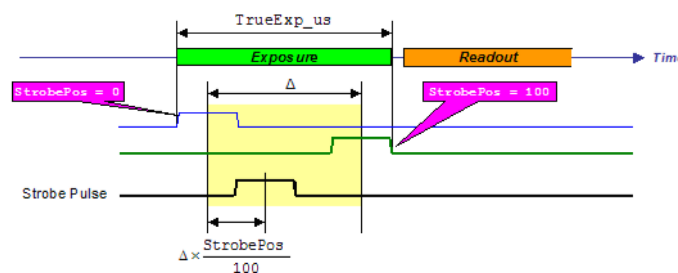 TrueExp_us
Exposure
Readout
Time
StrobePos = 0
Δ
StrobePos = 100
Strobe Pulse
Δ× StrobePos
100